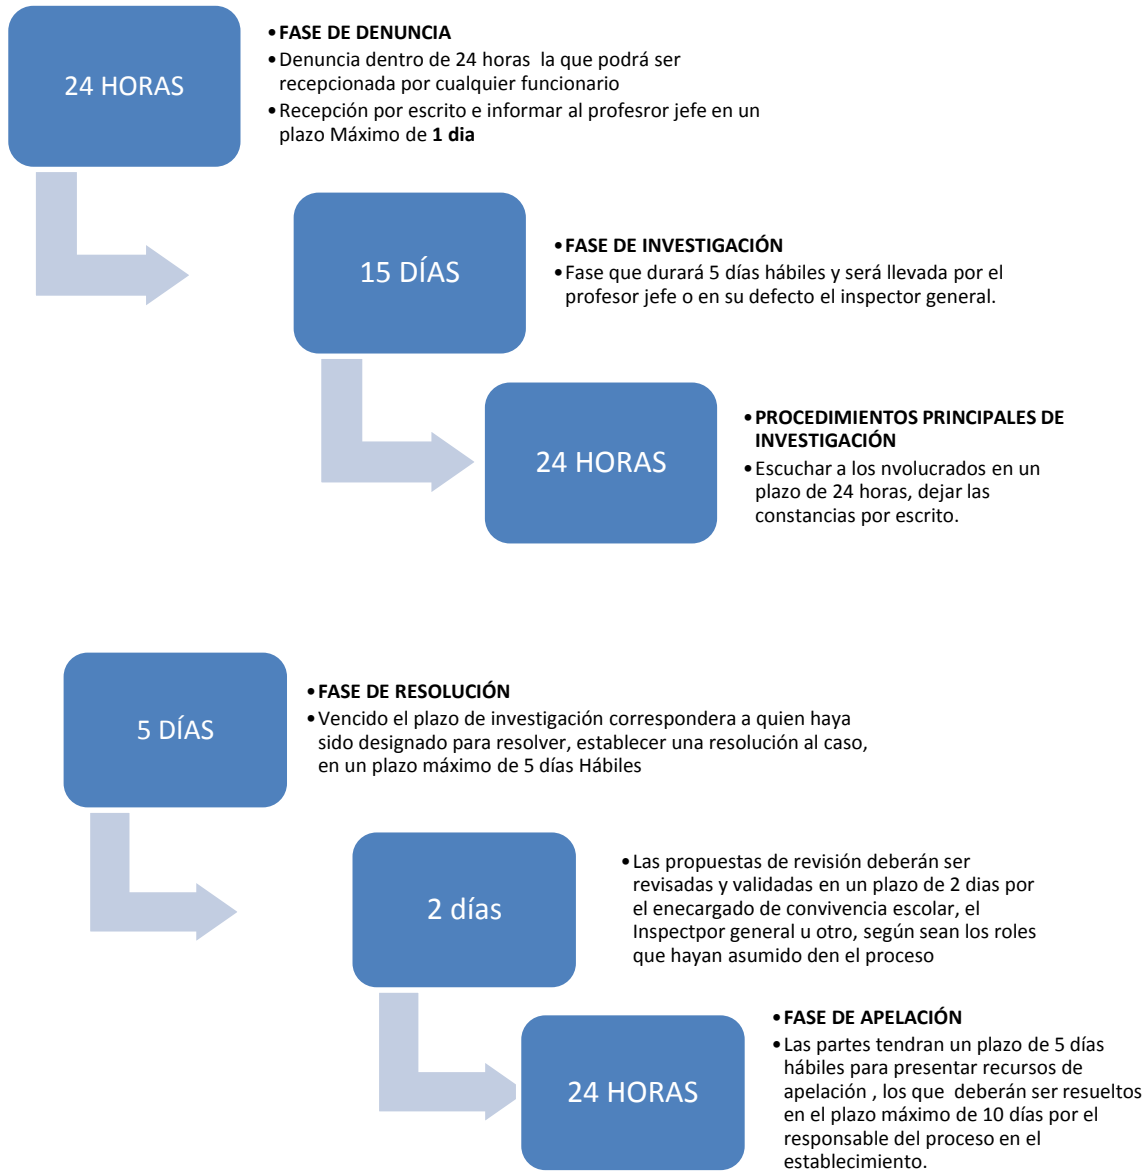 24 HORAS
•FASE DE DENUNCIA
•Denuncia dentro de 24 horas  la que podrá ser
recepcionada por cualquier funcionario
•Recepción por escrito e informar al profesror jefe en un
plazo Máximo de 1 dia
15 DÍAS
•FASE DE INVESTIGACIÓN
•Fase que durará 5 días hábiles y será llevada por el
profesor jefe o en su defecto el inspector general.
24 HORAS
•PROCEDIMIENTOS PRINCIPALES DE
INVESTIGACIÓN
•Escuchar a los nvolucrados en un
plazo de 24 horas, dejar las
constancias por escrito.
5 DÍAS
•FASE DE RESOLUCIÓN
•Vencido el plazo de investigación correspondera a quien haya
sido designado para resolver, establecer una resolución al caso,
en un plazo máximo de 5 días Hábiles
2 días
•Las propuestas de revisión deberán ser
revisadas y validadas en un plazo de 2 dias por
el enecargado de convivencia escolar, el
Inspectpor general u otro, según sean los roles
que hayan asumido den el proceso
24 HORAS
•FASE DE APELACIÓN
•Las partes tendran un plazo de 5 días
hábiles para presentar recursos de
apelación , los que  deberán ser resueltos
en el plazo máximo de 10 días por el
responsable del proceso en el
establecimiento.